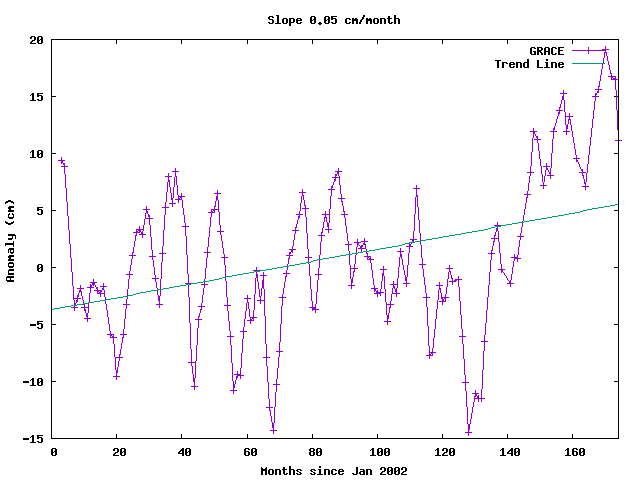 Slope 0.05 cm/month
GRACE
Trend Line
20
15
10
5
0
-5
-10
-15
Anomaly (cm)
0 20 40 60 80 100 120 140 160
Months since Jan 2002